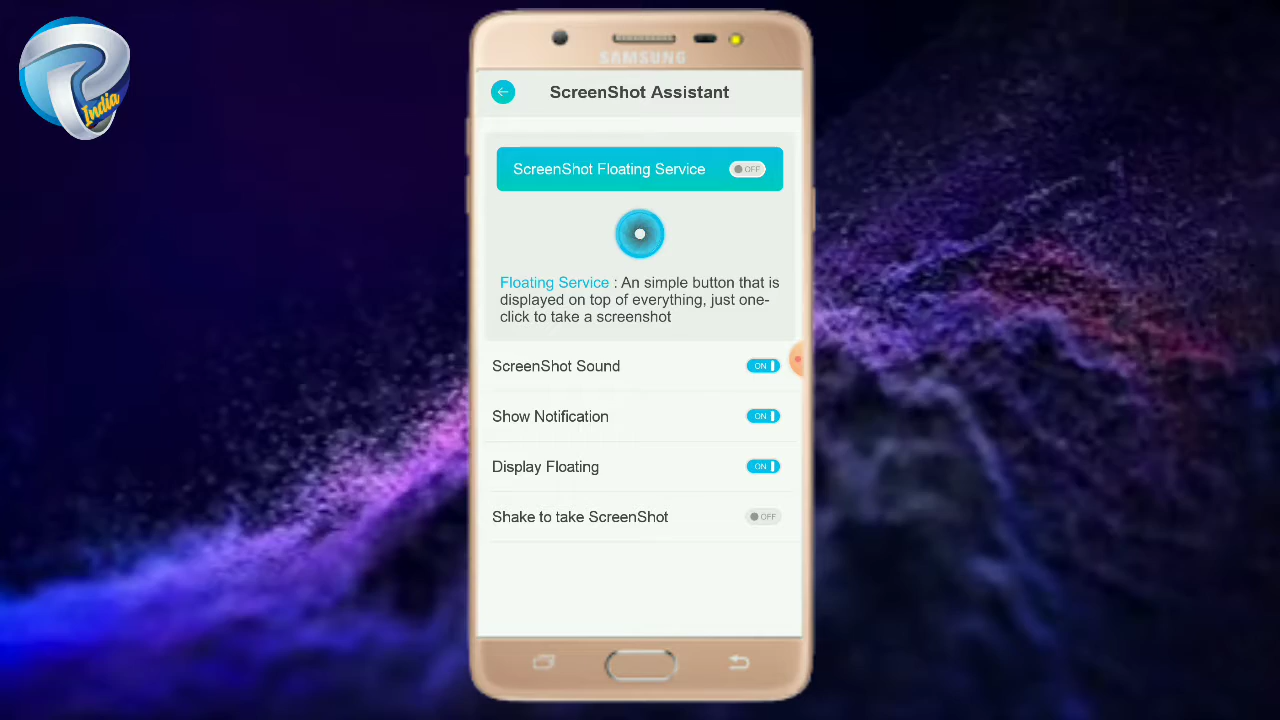 India
SAMSUNG
ScreenShot Assistant
ScreenShot Floating Service OFF
Floating Service : An simple button that is
displayed on top of everything, just one-
click to take a screenshot
ScreenShot Sound ON
Show Notification ON
Display Floating ON
Shake to take ScreenShot OFF